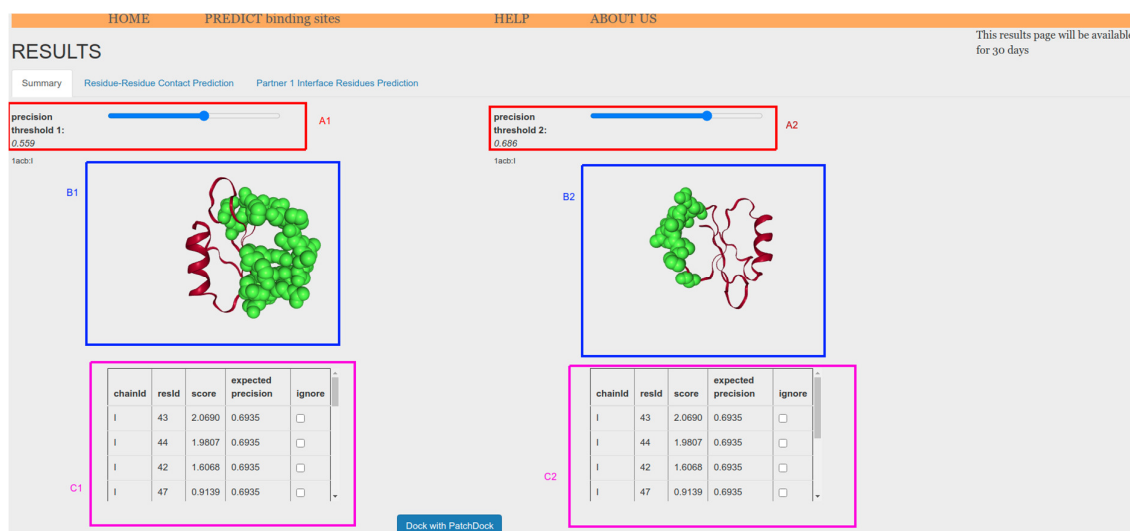 HOME PREDICT binding sites HELP ABOUT US
This results page will be available
for 30 days
RESULTS
Summary Residue-Residue Contact Prediction Partner 1 Interface Residues Prediction
precision
threshold 1:
0.559
A1
precision
threshold 2:
0.686
A2
1acb:I
1acb:I
B1
B2
chainId resId score expected precision ignore
I 43 2.0690 0.6935
I 44 1.9807 0.6935
I 42 1.6068 0.6935
I 47 0.9139 0.6935
C1
chainId resId score expected precision ignore
I 43 2.0690 0.6935
I 44 1.9807 0.6935
I 42 1.6068 0.6935
I 47 0.9139 0.6935
C2
Dock with PatchDock